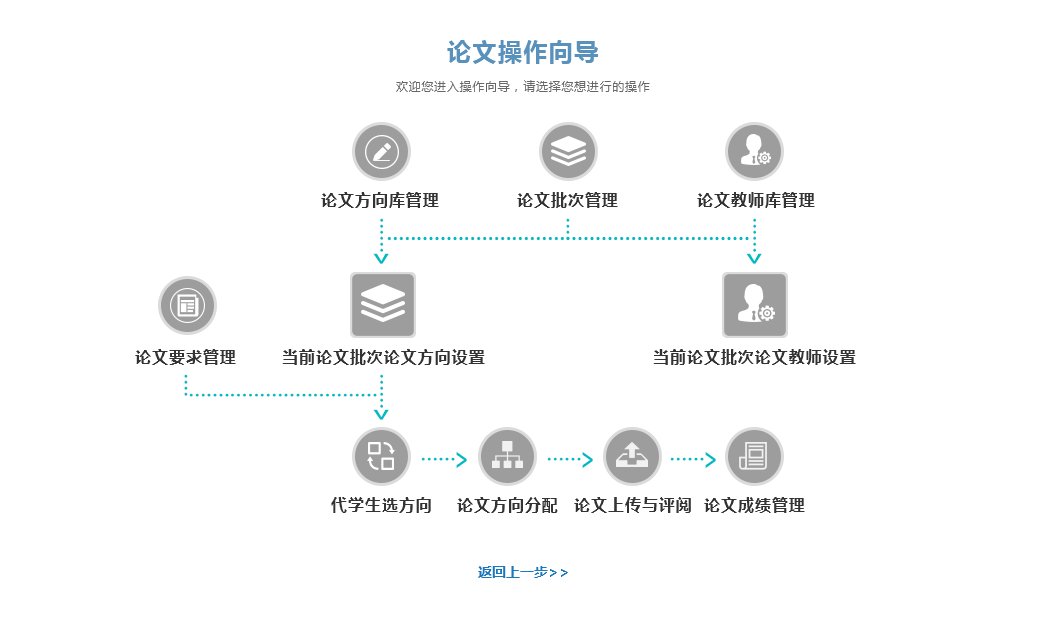 论文操作向导
欢迎您进入操作向导，请选择您想进行的操作
论文方向库管理
论文批次管理
论文教师库管理
论文要求管理
当前论文批次论文方向设置
当前论文批次论文教师设置
代学生选方向
论文方向分配
论文上传与评阅
论文成绩管理
返回上一步>>